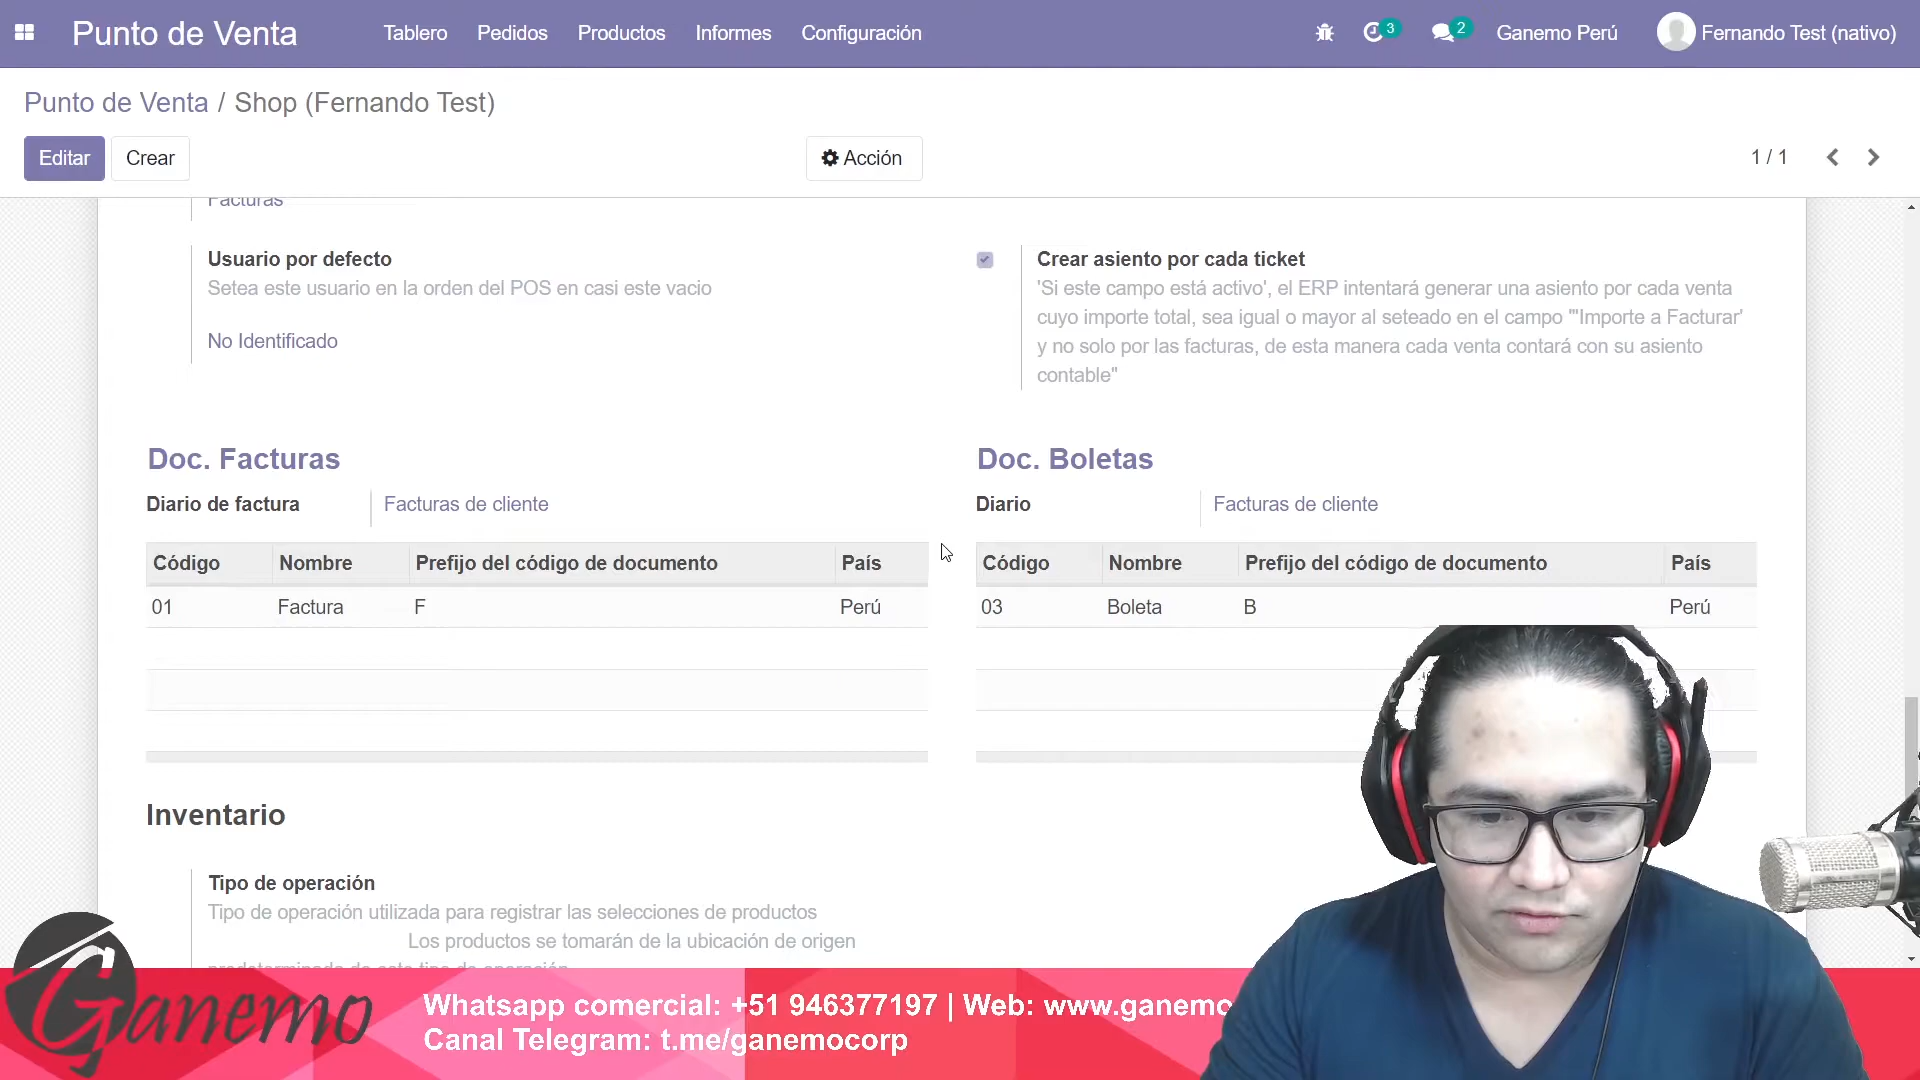 Punto de Venta
Tablero
Pedidos
Productos
Informes
Configuración
3
2
Ganemo Perú
Fernando Test (nativo)
Punto de Venta / Shop (Fernando Test)
Editar
Crear
Acción
1 / 1
Facturas
Usuario por defecto
Setea este usuario en la orden del POS en casi este vacio
No Identificado
Crear asiento por cada ticket
'Si este campo está activo', el ERP intentará generar una asiento por cada venta
cuyo importe total, sea igual o mayor al seteado en el campo "'Importe a Facturar'
y no solo por las facturas, de esta manera cada venta contará con su asiento
contable"
Doc. Facturas
Diario de factura
Facturas de cliente
Código
Nombre
Prefijo del código de documento
País
01
Factura
F
Perú
Doc. Boletas
Diario
Facturas de cliente
Código
Nombre
Prefijo del código de documento
País
03
Boleta
B
Perú
Inventario
Tipo de operación
Tipo de operación utilizada para registrar las selecciones de productos
Los productos se tomarán de la ubicación de origen
predeterminada de este tipo de operación
Ganemo
Whatsapp comercial: +51 946377197 | Web: www.ganemo
Canal Telegram: t.me/ganemocorp